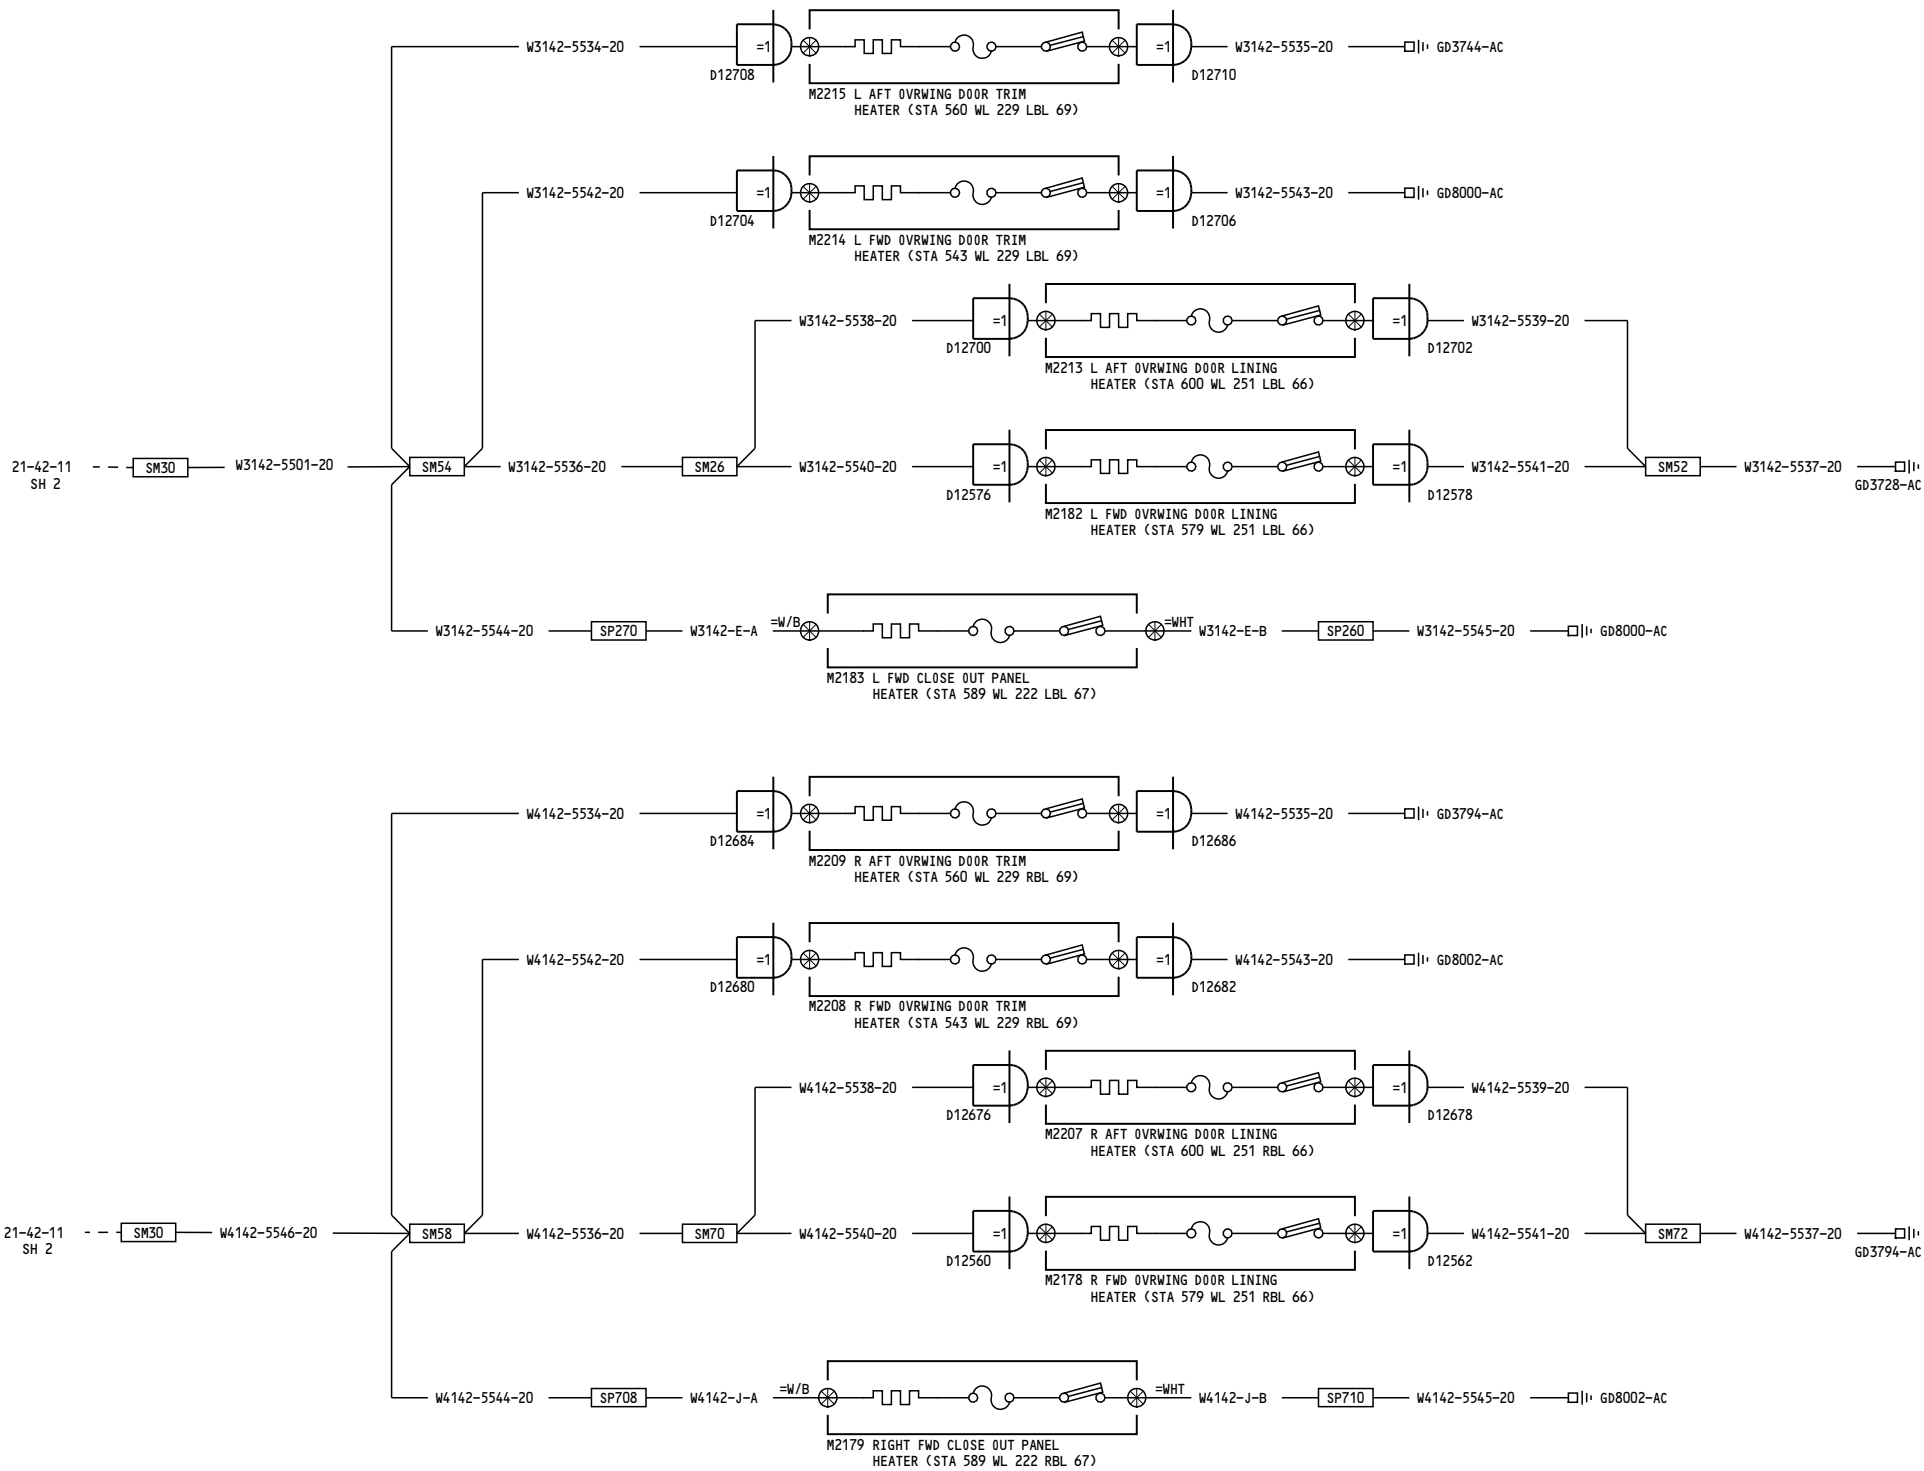 W3142-5534-20 =1 =1 W3142-5535-20 GD3744-AC
D12708 D12710
M2215 L AFT OVRWING DOOR TRIM
HEATER (STA 560 WL 229 LBL 69)
W3142-5542-20 =1 =1 W3142-5543-20 GD8000-AC
D12704 D12706
M2214 L FWD OVRWING DOOR TRIM
HEATER (STA 543 WL 229 LBL 69)
W3142-5538-20 =1 =1 W3142-5539-20
D12700 D12702
M2213 L AFT OVRWING DOOR LINING
HEATER (STA 600 WL 251 LBL 66)
21-42-11 SM30 W3142-5501-20 SM54 W3142-5536-20 SM26 W3142-5540-20 =1 =1 W3142-5541-20 SM52 W3142-5537-20
SH 2 GD3728-AC
D12576 D12578
M2182 L FWD OVRWING DOOR LINING
HEATER (STA 579 WL 251 LBL 66)
W3142-5544-20 SP270 W3142-E-A =W/B =WHT W3142-E-B SP260 W3142-5545-20 GD8000-AC
M2183 L FWD CLOSE OUT PANEL
HEATER (STA 589 WL 222 LBL 67)
W4142-5534-20 =1 =1 W4142-5535-20 GD3794-AC
D12684 D12686
M2209 R AFT OVRWING DOOR TRIM
HEATER (STA 560 WL 229 RBL 69)
W4142-5542-20 =1 =1 W4142-5543-20 GD8002-AC
D12680 D12682
M2208 R FWD OVRWING DOOR TRIM
HEATER (STA 543 WL 229 RBL 69)
W4142-5538-20 =1 =1 W4142-5539-20
D12676 D12678
M2207 R AFT OVRWING DOOR LINING
HEATER (STA 600 WL 251 RBL 66)
21-42-11 SM30 W4142-5546-20 SM58 W4142-5536-20 SM70 W4142-5540-20 =1 =1 W4142-5541-20 SM72 W4142-5537-20
SH 2 GD3794-AC
D12560 D12562
M2178 R FWD OVRWING DOOR LINING
HEATER (STA 579 WL 251 RBL 66)
W4142-5544-20 SP708 W4142-J-A =W/B =WHT W4142-J-B SP710 W4142-5545-20 GD8002-AC
M2179 RIGHT FWD CLOSE OUT PANEL
HEATER (STA 589 WL 222 RBL 67)